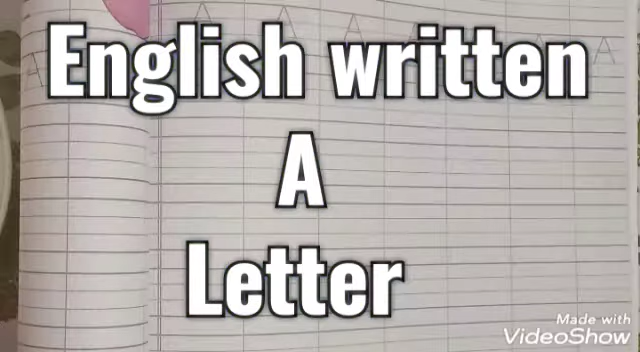 A A A A A A
English written
A
Letter
Made with
VideoShow